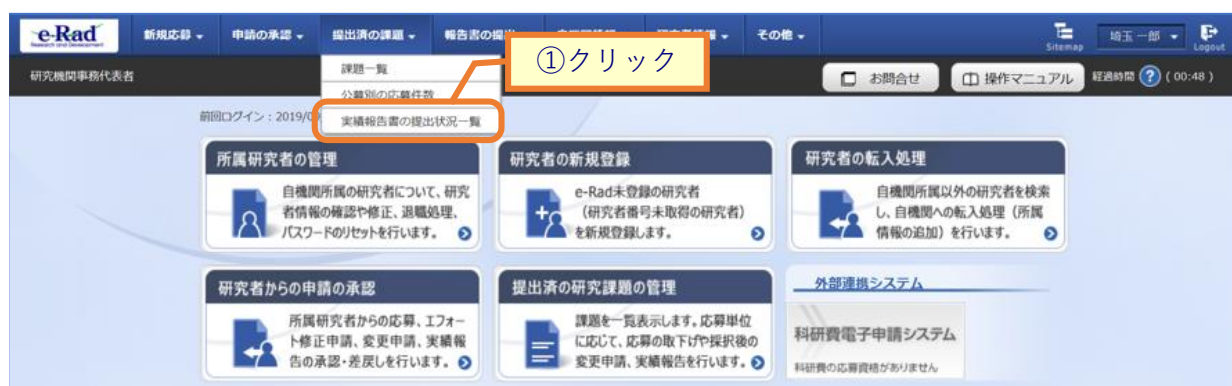 e-Rad
Research and Development
新規応募
申請の承認
提出済の課題
報告書の提出
その他
Sitemap
埼玉 一郎
Logout
①クリック
研究機関事務代表者
課題一覧
公募別の応募件数
実績報告書の提出状況一覧
お問合せ
操作マニュアル
経過時間 ? ( 00:48 )
前回ログイン：2019/0
所属研究者の管理
自機関所属の研究者について、研究
者情報の確認や修正、退職処理、
パスワードのリセットを行います。
研究者の新規登録
e-Rad未登録の研究者
（研究者番号未取得の研究者）
を新規登録します。
研究者の転入処理
自機関所属以外の研究者を検索
し、自機関への転入処理（所属
情報の追加）を行います。
研究者からの申請の承認
所属研究者からの応募、エフォー
ト修正申請、変更申請、実績報
告の承認・差戻しを行います。
提出済の研究課題の管理
課題を一覧表示します。応募単位
に応じて、応募の取下げや採択後の
変更申請、実績報告を行います。
外部連携システム
科研費電子申請システム
科研費の応募資格がありません